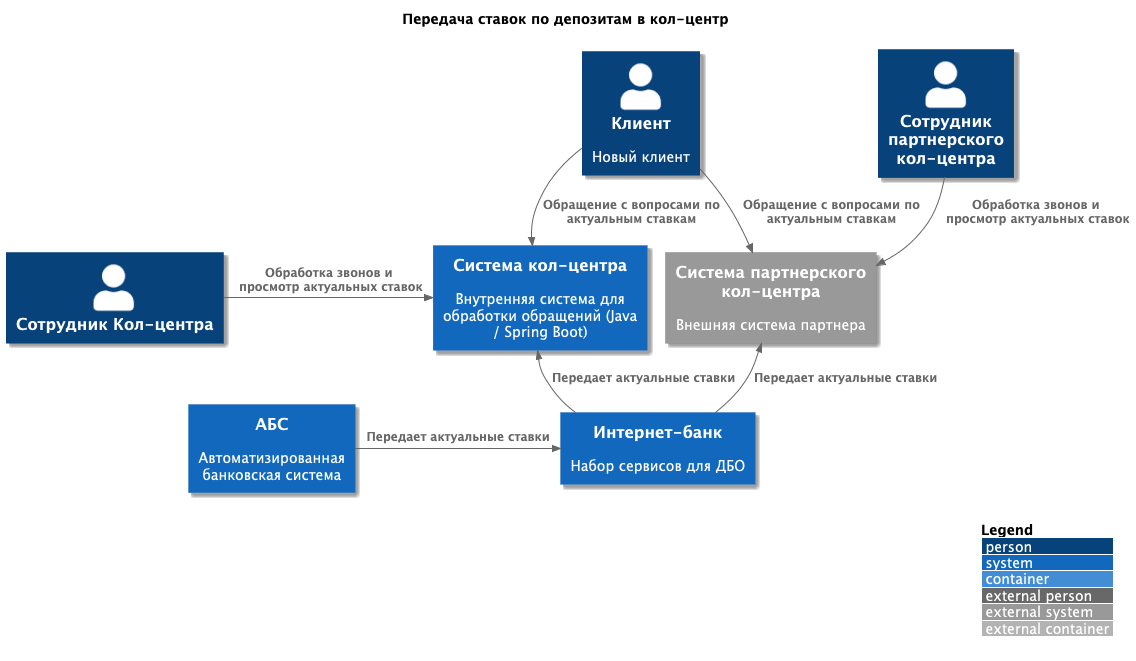 Передача ставок по депозитам в кол-центр
Клиент
Новый клиент
Сотрудник
партнерского
кол-центра
Обращение с вопросами по
актуальным ставкам
Обращение с вопросами по
актуальным ставкам
Обработка звонов и
просмотр актуальных ставок
Сотрудник Кол-центра
Обработка звонов и
просмотр актуальных ставок
Система кол-центра
Внутренняя система для
обработки обращений (Java
/ Spring Boot)
Система партнерского
кол-центра
Внешняя система партнера
Передает актуальные ставки
Передает актуальные ставки
АБС
Автоматизированная
банковская система
Передает актуальные ставки
Интернет-банк
Набор сервисов для ДБО
Legend
person
system
container
external person
external system
external container